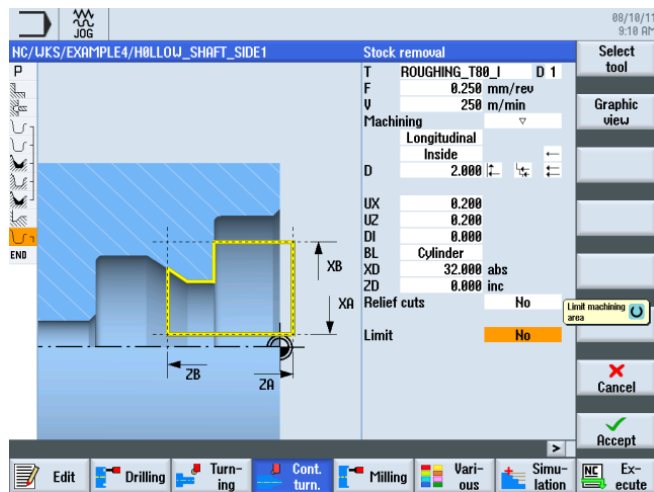 JOG
08/10/11
9:10 AM
NC/WKS/EXAMPLE4/HOLLOW_SHAFT_SIDE1
Stock removal
Select
tool
P
T ROUGHING_T80_I D 1
F 0.250 mm/rev
V 250 m/min
Machining ▽
Graphic
view
Longitudinal
Inside ←
D 2.000
UX 0.200
UZ 0.200
DI 0.000
BL Cylinder
XD 32.000 abs
ZD 0.000 inc
Relief cuts No
Limit machining
area
Limit No
END
XB
XA
ZB
ZA
Cancel
Accept
>
Edit
Drilling
Turn-
ing
Cont.
turn.
Milling
Vari-
ous
Simu-
lation
NC
Ex-
ecute